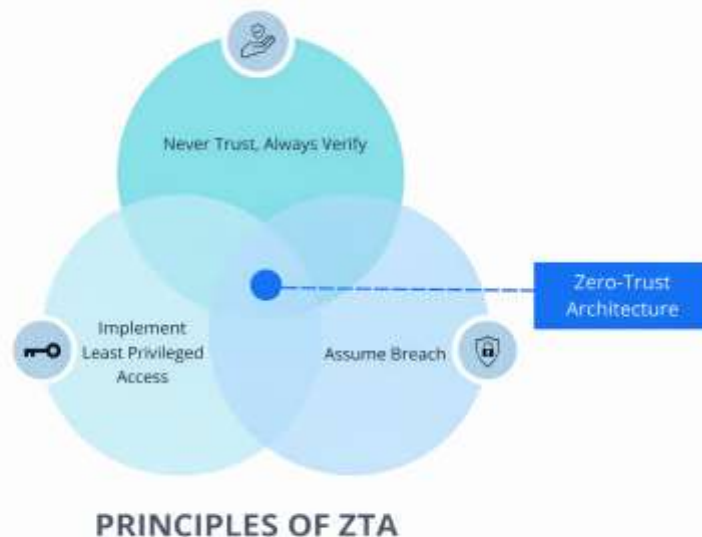 Never Trust, Always Verify
Implement
Least Privileged
Access
Assume Breach
Zero-Trust
Architecture
PRINCIPLES OF ZTA